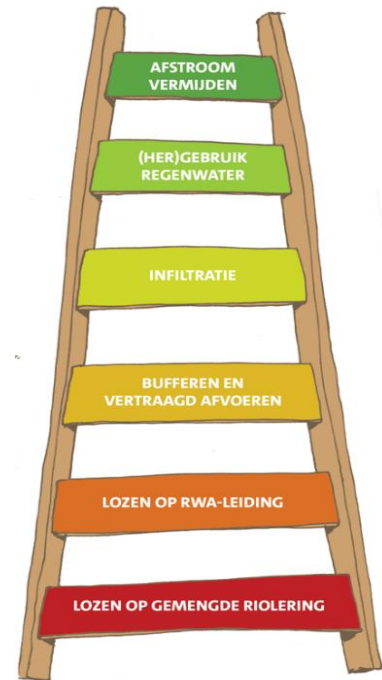 AFSTROOM
VERMIJDEN
(HER)GEBRUIK
REGENWATER
INFILTRATIE
BUFFEREN EN
VERTRAAGD AFVOEREN
LOZEN OP RWA-LEIDING
LOZEN OP GEMENGDE RIOLERING